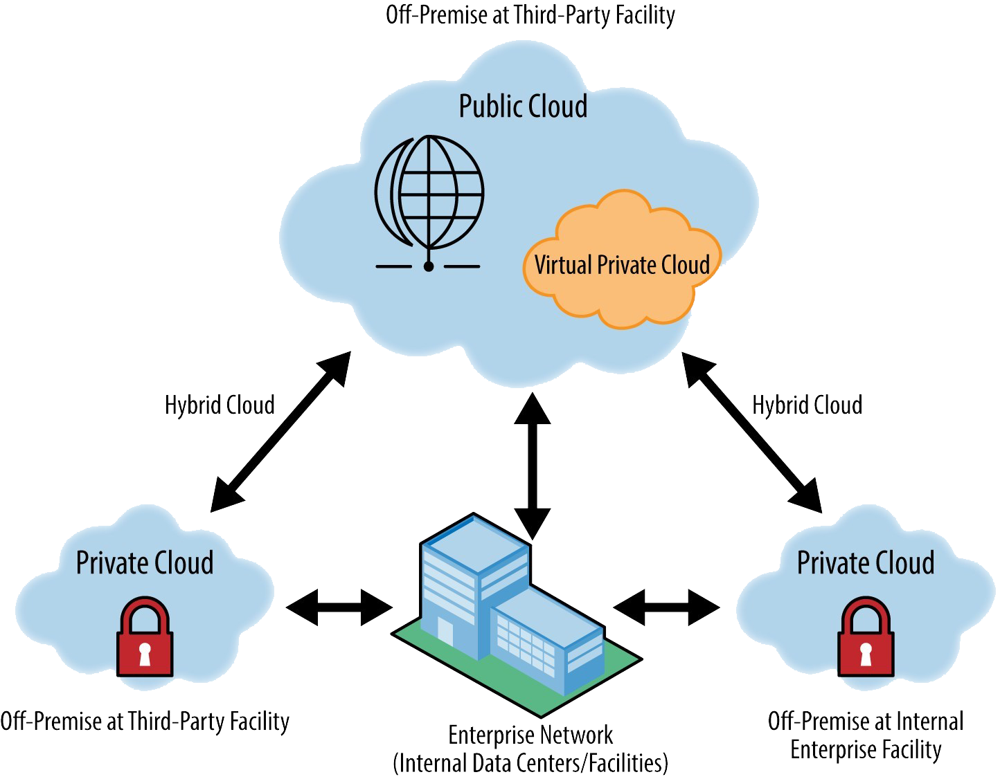 Off-Premise at Third-Party Facility
Public Cloud
Virtual Private Cloud
Hybrid Cloud
Hybrid Cloud
Private Cloud
Private Cloud
Off-Premise at Third-Party Facility
Enterprise Network
(Internal Data Centers/Facilities)
Off-Premise at Internal
Enterprise Facility